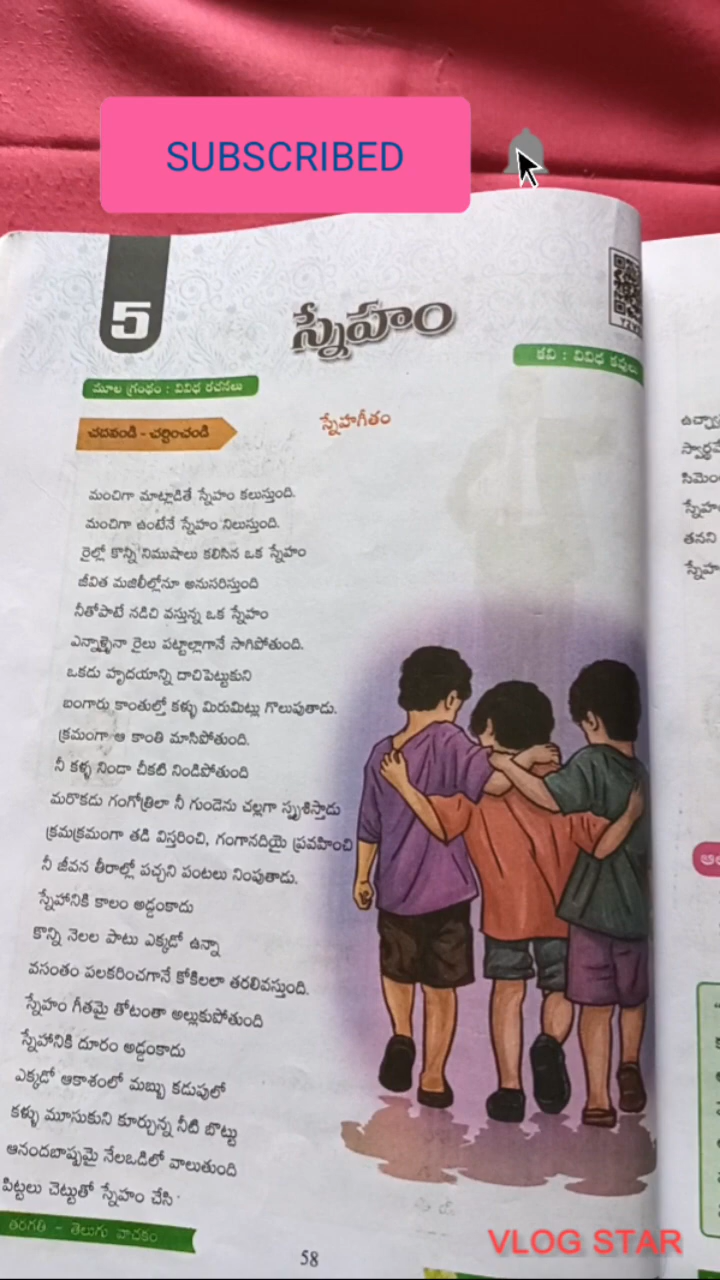 SUBSCRIBED
5
స్నేహం
కవి : వివిధ కవులు
మూల గ్రంథం : వివిధ రచనలు
చదవండి - చర్చించండి
స్నేహగీతం
మంచిగా మాట్లాడితే స్నేహం కలుస్తుంది.
మంచిగా ఉంటేనే స్నేహం నిలుస్తుంది.
రైల్లో కొన్ని నిముషాలు కలిసిన ఒక స్నేహం
జీవిత మజిలీల్లోనూ అనుసరిస్తుంది
నీతోపాటే నడిచి వస్తున్న ఒక స్నేహం
ఎన్నాళ్ళైనా రైలు పట్టాల్లాగానే సాగిపోతుంది.
ఒకడు హృదయాన్ని దాచిపెట్టుకుని
బంగారు కాంతుల్తో కళ్ళు మిరుమిట్లు గొలుపుతాడు.
క్రమంగా ఆ కాంతి మాసిపోతుంది.
నీ కళ్ళ నిండా చీకటి నిండిపోతుంది
మరొకడు గంగోత్రిలా నీ గుండెను చల్లగా స్పృశిస్తాడు
క్రమక్రమంగా తడి విస్తరించి, గంగానదియై ప్రవహించి
నీ జీవన తీరాల్లో పచ్చని పంటలు నింపుతాడు.
స్నేహానికి కాలం అడ్డంకాదు
కొన్ని నెలల పాటు ఎక్కడో ఉన్నా
వసంతం పలకరించగానే కోకిలలా తరలివస్తుంది.
స్నేహం గీతమై తోటంతా అల్లుకుపోతుంది
స్నేహానికి దూరం అడ్డంకాదు
ఎక్కడో ఆకాశంలో మబ్బు కడుపులో
కళ్ళు మూసుకుని కూర్చున్న నీటి బొట్టు
ఆనందబాష్పమై నేలఒడిలో వాలుతుంది
పిట్టలు చెట్టుతో స్నేహం చేసి
తరగతి - తెలుగు వాచకం
58
తనని
VLOG STAR